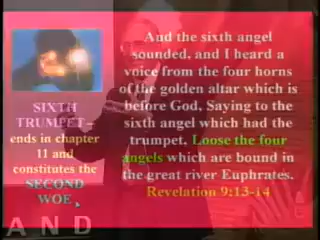 And the sixth angel
sounded, and I heard a
voice from the four horns
of the golden altar which is
before God, Saying to the
sixth angel which had the
trumpet, Loose the four
angels which are bound in
the great river Euphrates.
Revelation 9:13-14
SIXTH
TRUMPET –
ends in chapter
11 and
constitutes the
SECOND
WOE
AND